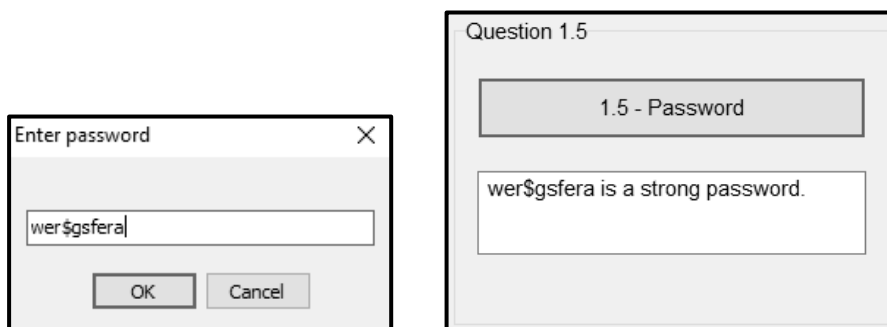 Enter password
wer$gsfera
OK
Cancel
Question 1.5
1.5 - Password
wer$gsfera is a strong password.